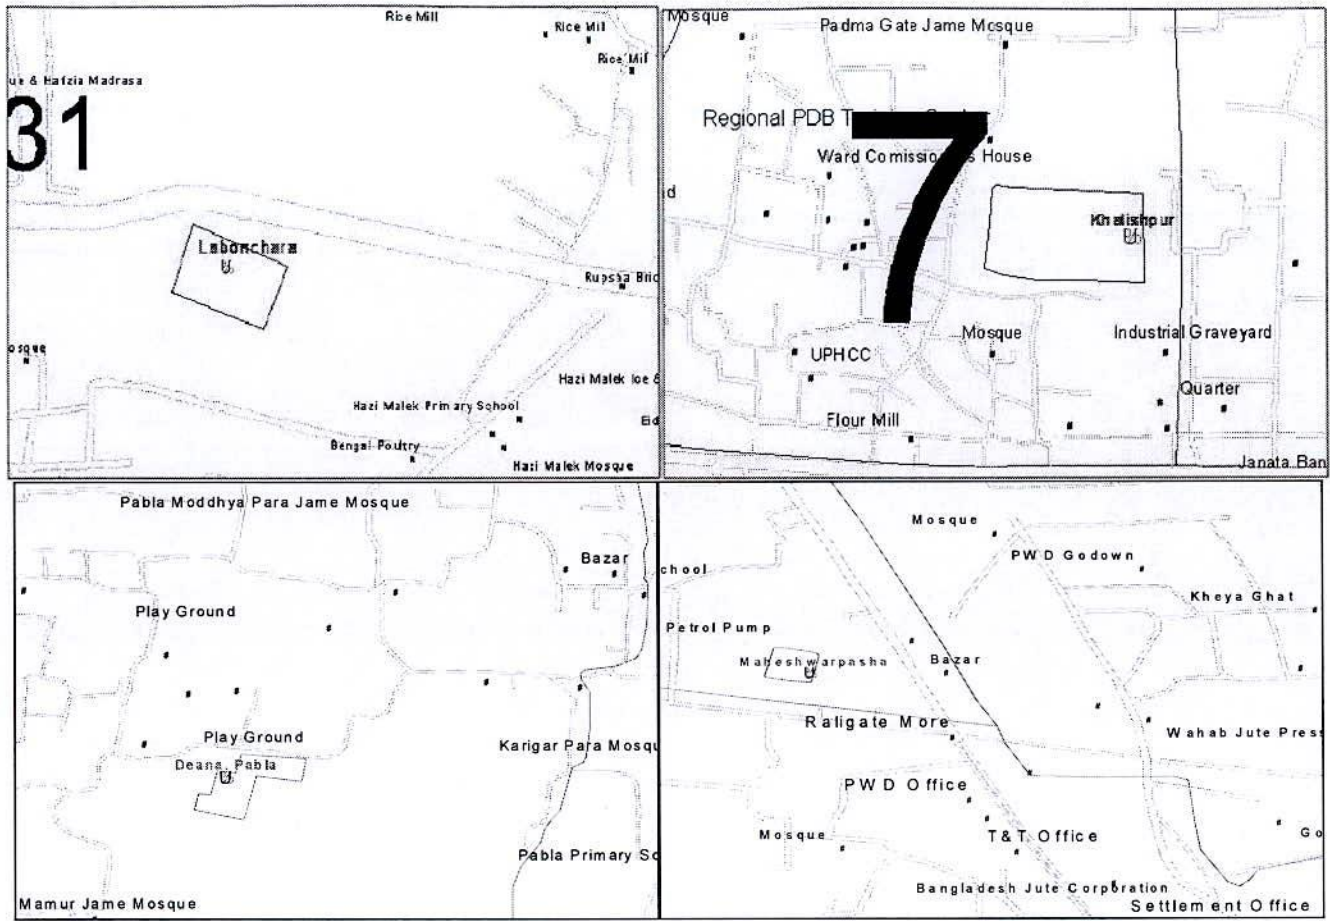 Rice Mill
Rice Mill
Rice Mill
ue & Hafzia Madrasa
31
Labonchara
Rupsha Bri
osque
Hazi Malek Ice &
Hazi Malek Primary School
Eid
Bengal Poultry
Hazi Malek Mosque
Mosque
Padma Gate Jame Mosque
Regional PDB
7
Ward Comissio s House
d
Khalishpur
Mosque
Industrial Graveyard
UPHCC
Quarter
Flour Mill
Janata Ban
Pabla Moddhya Para Jame Mosque
Bazar
Play Ground
Play Ground
Karigar Para Mosqu
Deana, Pabla
Pabla Primary Sc
Mamur Jame Mosque
Mosque
PWD Godown
chool
Kheya Ghat
Petrol Pump
Maheshwarpasha
Bazar
Raligate More
Wahab Jute Press
PWD Office
Mosque
T&T Office
Go
Bangladesh Jute Corporation
Settlement Office